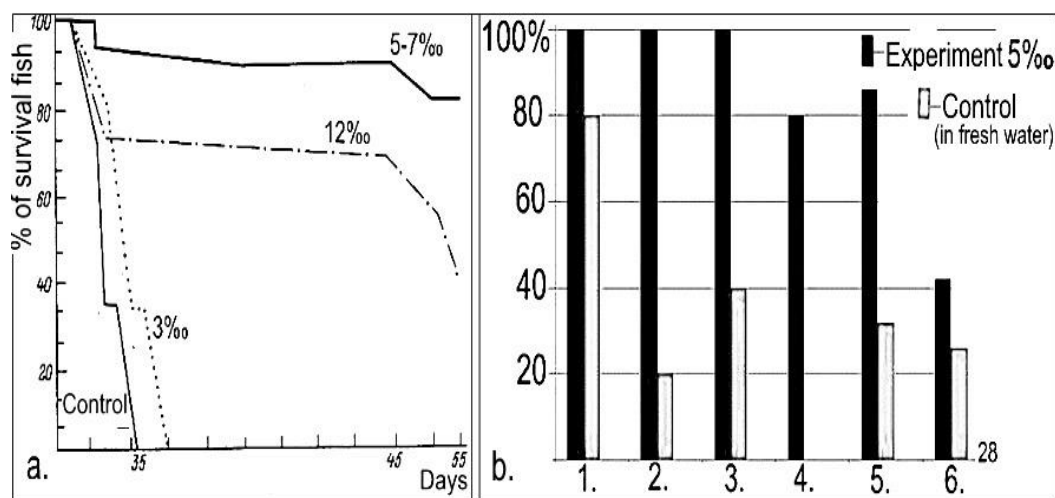 % of survival fish
100
80
60
40
20
5-7‰
12‰
3‰
Control
35
45
55
Days
a.
100%
80
60
40
20
Experiment 5‰
Control
(in fresh water)
28
b.
1.
2.
3.
4.
5.
6.